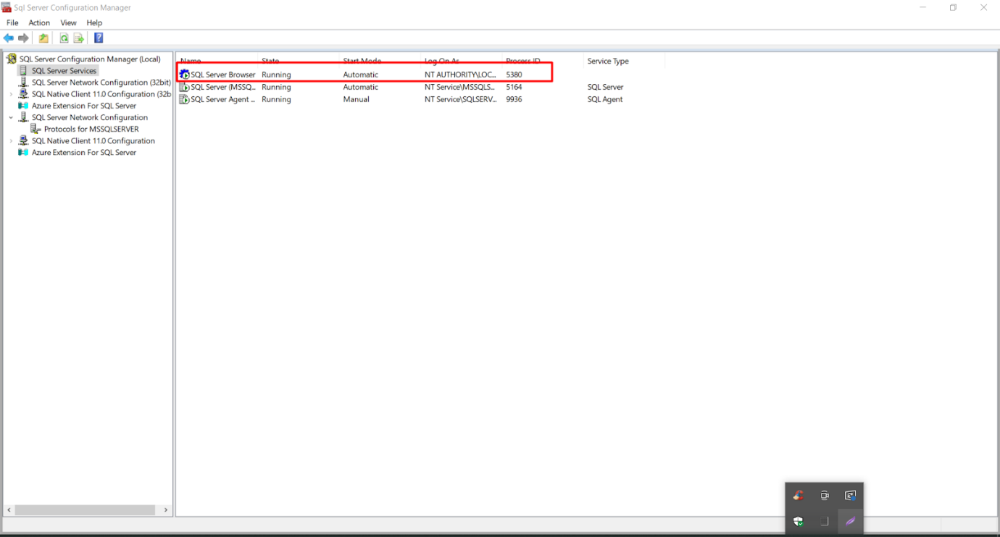 Sql Server Configuration Manager
File Action View Help
SQL Server Configuration Manager (Local)
SQL Server Services
SQL Server Network Configuration (32bit)
SQL Native Client 11.0 Configuration (32b
Azure Extension For SQL Server
SQL Server Network Configuration
Protocols for MSSQLSERVER
SQL Native Client 11.0 Configuration
Azure Extension For SQL Server
Name State Start Mode Log On As Process ID Service Type
SQL Server Browser Running Automatic NT AUTHORITY\LOC... 5380
SQL Server (MSSQ... Running Automatic NT Service\MSSQLS... 5164 SQL Server
SQL Server Agent ... Running Manual NT Service\SQLSERV... 9936 SQL Agent